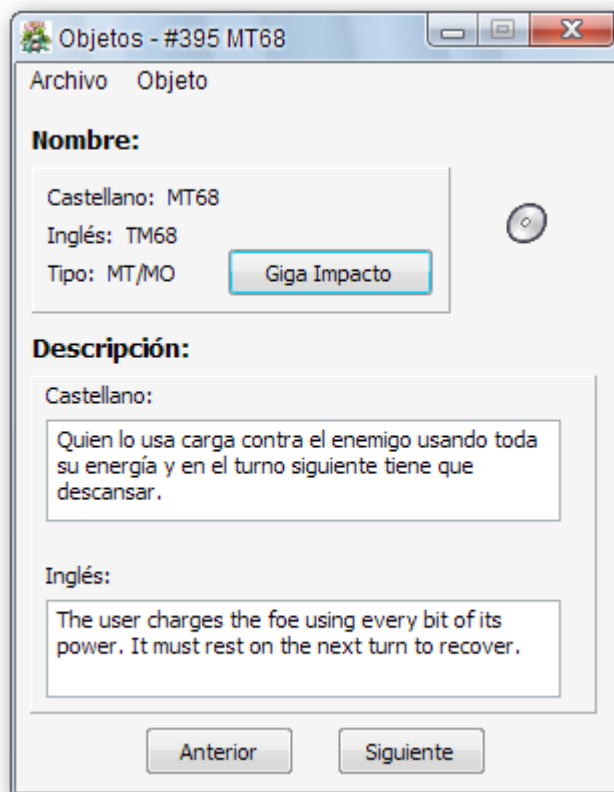 Objetos - #395 MT68
Archivo Objeto
Nombre:
Castellano: MT68
Inglés: TM68
Tipo: MT/MO Giga Impacto
Descripción:
Castellano:
Quien lo usa carga contra el enemigo usando toda
su energía y en el turno siguiente tiene que
descansar.
Inglés:
The user charges the foe using every bit of its
power. It must rest on the next turn to recover.
Anterior Siguiente